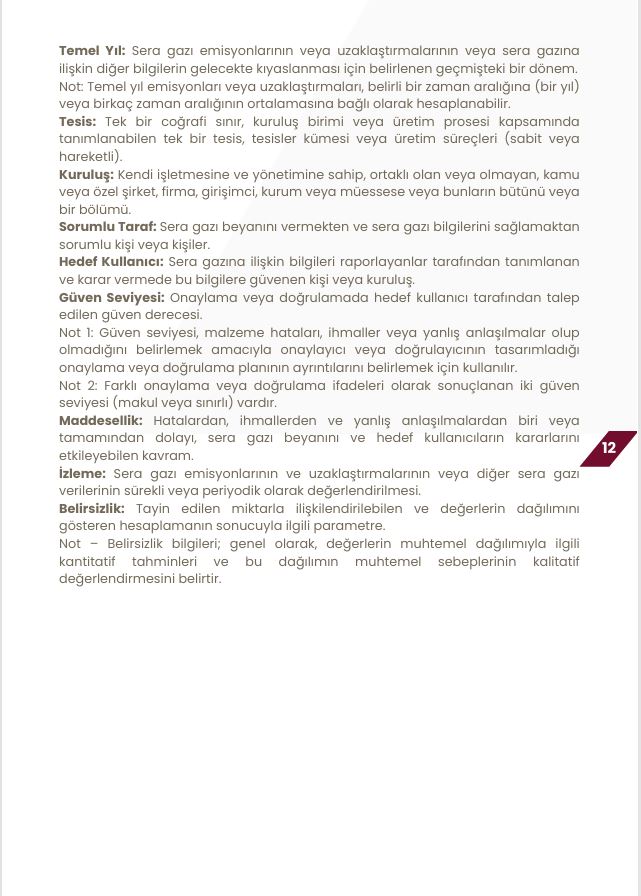 Temel Yıl: Sera gazı emisyonlarının veya uzaklaştırmalarının veya sera gazına
ilişkin diğer bilgilerin gelecekte kıyaslanması için belirlenen geçmişteki bir dönem.
Not: Temel yıl emisyonları veya uzaklaştırmaları, belirli bir zaman aralığına (bir yıl)
veya birkaç zaman aralığının ortalamasına bağlı olarak hesaplanabilir.
Tesis: Tek bir coğrafi sınır, kuruluş birimi veya üretim prosesi kapsamında
tanımlanabilen tek bir tesis, tesisler kümesi veya üretim süreçleri (sabit veya
hareketli).
Kuruluş: Kendi işletmesine ve yönetimine sahip, ortaklı olan veya olmayan, kamu
veya özel şirket, firma, girişimci, kurum veya müessese veya bunların bütünü veya
bir bölümü.
Sorumlu Taraf: Sera gazı beyanını vermekten ve sera gazı bilgilerini sağlamaktan
sorumlu kişi veya kişiler.
Hedef Kullanıcı: Sera gazına ilişkin bilgileri raporlayanlar tarafından tanımlanan
ve karar vermede bu bilgilere güvenen kişi veya kuruluş.
Güven Seviyesi: Onaylama veya doğrulamada hedef kullanıcı tarafından talep
edilen güven derecesi.
Not 1: Güven seviyesi, malzeme hataları, ihmaller veya yanlış anlaşılmalar olup
olmadığını belirlemek amacıyla onaylayıcı veya doğrulayıcının tasarımladığı
onaylama veya doğrulama planının ayrıntılarını belirlemek için kullanılır.
Not 2: Farklı onaylama veya doğrulama ifadeleri olarak sonuçlanan iki güven
seviyesi (makul veya sınırlı) vardır.
Maddesellik: Hatalardan, ihmallerden ve yanlış anlaşılmalardan biri veya
tamamından dolayı, sera gazı beyanını ve hedef kullanıcıların kararlarını
etkileyebilen kavram.
12
İzleme: Sera gazı emisyonlarının ve uzaklaştırmalarının veya diğer sera gazı
verilerinin sürekli veya periyodik olarak değerlendirilmesi.
Belirsizlik: Tayin edilen miktarla ilişkilendirilebilen ve değerlerin dağılımını
gösteren hesaplamanın sonucuyla ilgili parametre.
Not – Belirsizlik bilgileri; genel olarak, değerlerin muhtemel dağılımıyla ilgili
kantitatif tahminleri ve bu dağılımın muhtemel sebeplerinin kalitatif
değerlendirmesini belirtir.